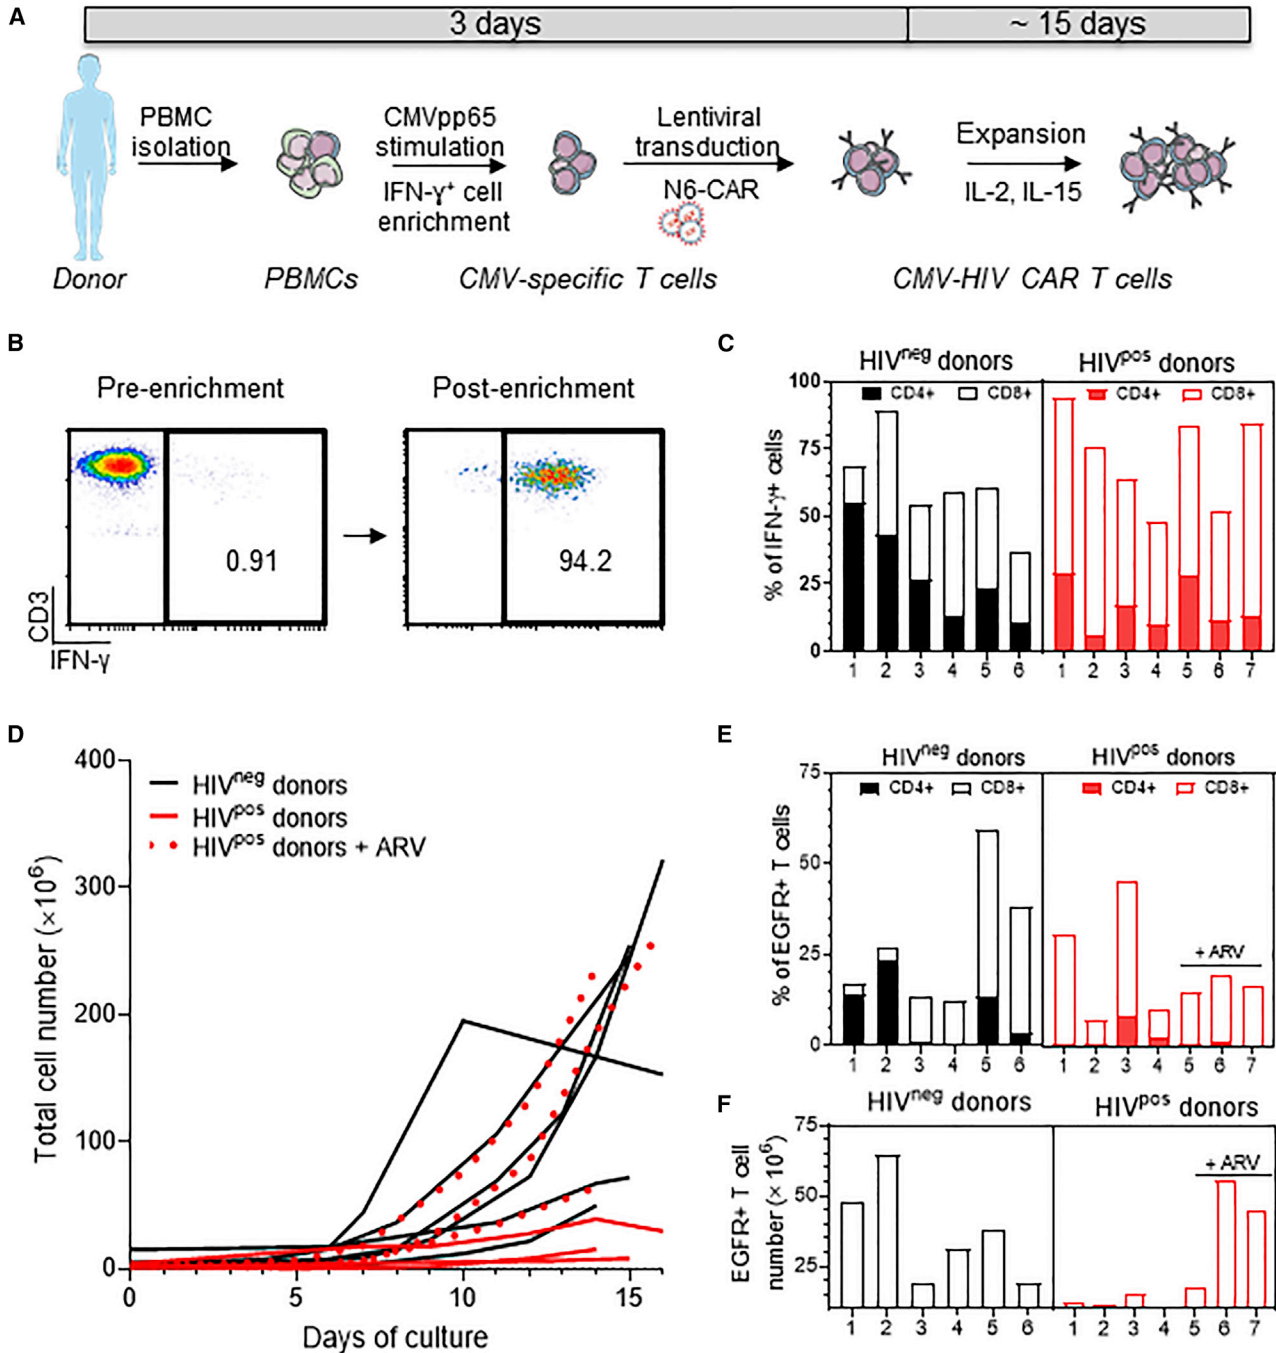 A
3 days
~ 15 days
PBMC
isolation
CMVpp65
stimulation
IFN-γ⁺ cell
enrichment
Lentiviral
transduction
N6-CAR
Expansion
IL-2, IL-15
Donor
PBMCs
CMV-specific T cells
CMV-HIV CAR T cells
B
Pre-enrichment
Post-enrichment
0.91
94.2
CD3
IFN-γ
C
HIVneg donors
HIVpos donors
CD4+
CD8+
CD4+
CD8+
% of IFN-γ+ cells
100
75
50
25
0
1 2 3 4 5 6
1 2 3 4 5 6 7
D
HIVneg donors
HIVpos donors
HIVpos donors + ARV
Total cell number (×10⁶)
400
300
200
100
0
0 5 10 15
Days of culture
E
HIVneg donors
HIVpos donors
CD4+
CD8+
CD4+
CD8+
% of EGFR+ T cells
75
50
25
0
+ ARV
1 2 3 4 5 6
1 2 3 4 5 6 7
F
HIVneg donors
HIVpos donors
EGFR+ T cell
number (× 10⁶)
75
50
25
+ ARV
1 2 3 4 5 6
1 2 3 4 5 6 7